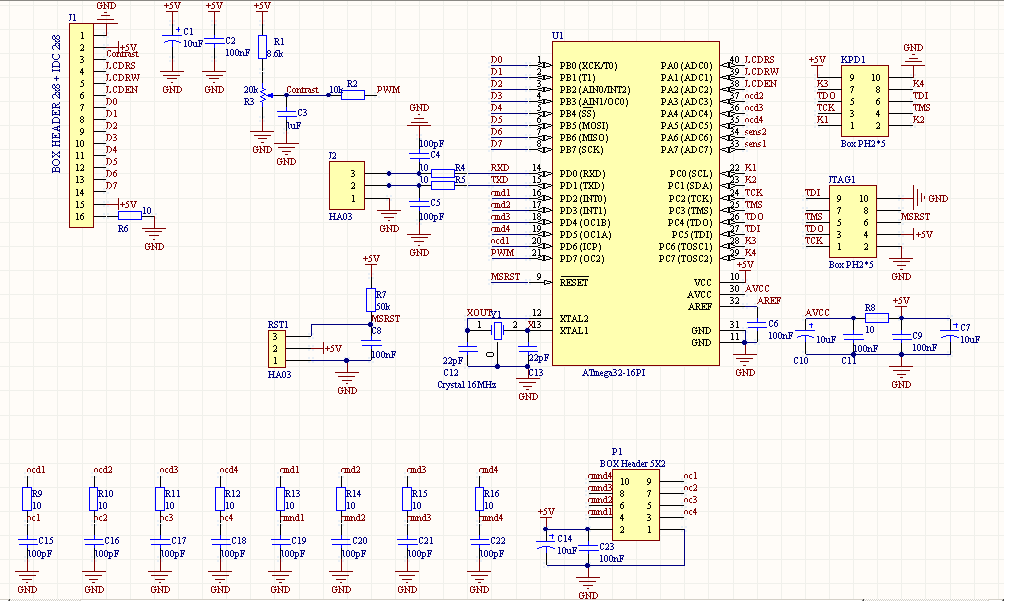 J1
GND
BOX HEADER 2x8 + IDC 2x8
1
2
+5V
Contrast
3
4
LCDRS
5
LCDRW
6
LCDEN
7
D0
8
D1
9
D2
10
D3
11
D4
12
D5
13
D6
14
D7
15
+5V
16
10
R6
GND
+5V
+5V
+5V
C1
10uF
C2
100nF
GND
GND
R1
8.6k
20k
R3
Contrast
10k
R2
PWM
C3
1uF
GND
GND
GND
100pF
C4
J2
3
2
1
HA03
10
R4
RXD
10
R5
TXD
C5
100pF
GND
GND
+5V
R7
50k
MSRST
RST1
3
2
1
+5V
HA03
C8
100nF
GND
U1
D0
1
PB0 (XCK/T0)
D1
2
PB1 (T1)
D2
3
PB2 (AIN0/INT2)
D3
4
PB3 (AIN1/OC0)
D4
5
PB4 (SS)
D5
6
PB5 (MOSI)
D6
7
PB6 (MISO)
D7
8
PB7 (SCK)
14
PD0 (RXD)
15
PD1 (TXD)
cmd1
16
PD2 (INT0)
cmd2
17
PD3 (INT1)
cmd3
18
PD4 (OC1B)
cmd4
19
PD5 (OC1A)
ocd1
20
PD6 (ICP)
PWM
21
PD7 (OC2)
MSRST
9
RESET
12
XTAL2
13
XTAL1
PA0 (ADC0)
40
LCDRS
PA1 (ADC1)
39
LCDRW
PA2 (ADC2)
38
LCDEN
PA3 (ADC3)
37
ocd2
PA4 (ADC4)
36
ocd3
PA5 (ADC5)
35
ocd4
PA6 (ADC6)
34
sens2
PA7 (ADC7)
33
sens1
PC0 (SCL)
22
K1
PC1 (SDA)
23
K2
PC2 (TCK)
24
TCK
PC3 (TMS)
25
TMS
PC4 (TDO)
26
TDO
PC5 (TDI)
27
TDI
PC6 (TOSC1)
28
K3
PC7 (TOSC2)
29
K4
+5V
VCC
10
AVCC
30
AVCC
AREF
32
AREF
GND
31
GND
11
ATmega32-16PI
C6
100nF
GND
XOUT
Y1
1
2
XI
0
22pF
C12
22pF
C13
Crystal 16MHz
GND
KPD1
+5V
GND
9
10
K3
7
8
K4
TDO
5
6
TDI
TCK
3
4
TMS
K1
1
2
K2
Box PH2*5
JTAG1
TDI
9
10
GND
7
8
TMS
5
6
MSRST
TDO
3
4
+5V
TCK
1
2
Box PH2*5
GND
AVCC
R8
10
+5V
C10
10uF
C11
100nF
C9
100nF
C7
10uF
GND
ocd1
R9
10
oc1
C15
100pF
GND
ocd2
R10
10
oc2
C16
100pF
GND
ocd3
R11
10
oc3
C17
100pF
GND
ocd4
R12
10
oc4
C18
100pF
GND
cmd1
R13
10
mnd1
C19
100pF
GND
cmd2
R14
10
mnd2
C20
100pF
GND
cmd3
R15
10
mnd3
C21
100pF
GND
cmd4
R16
10
mnd4
C22
100pF
GND
P1
BOX Header 5X2
cmnd4
10
9
oc1
cmnd3
8
7
oc2
cmnd2
6
5
oc3
cmnd1
4
3
oc4
2
1
+5V
C14
10uF
C23
100nF
GND